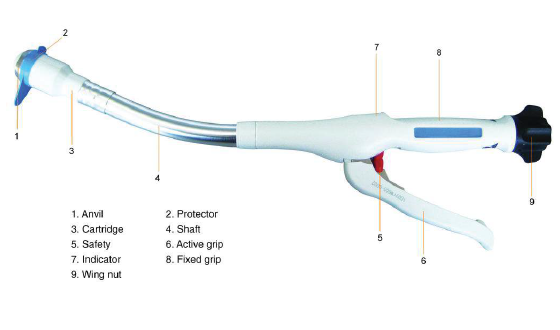 2
7
8
1
3
4
9
5
6
1. Anvil 2. Protector
3. Cartridge 4. Shaft
5. Safety 6. Active grip
7. Indicator 8. Fixed grip
9. Wing nut